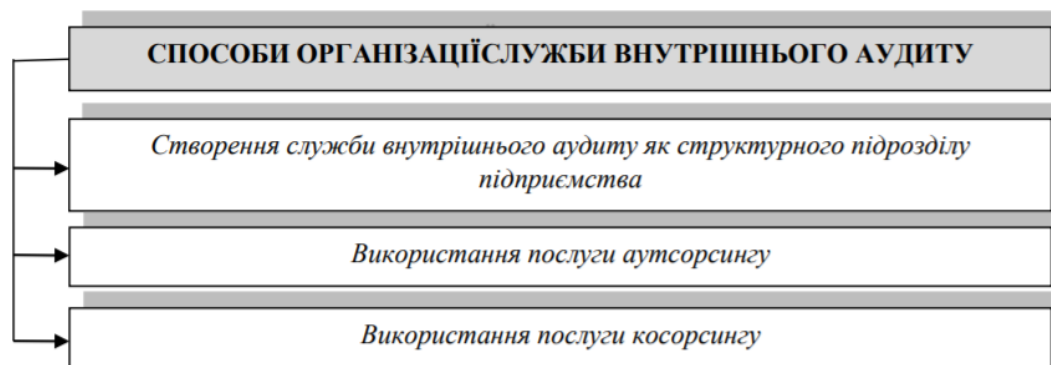 СПОСОБИ ОРГАНІЗАЦІЇСЛУЖБИ ВНУТРІШНЬОГО АУДИТУ
Створення служби внутрішнього аудиту як структурного підрозділу
підприємства
Використання послуги аутсорсингу
Використання послуги косорсингу